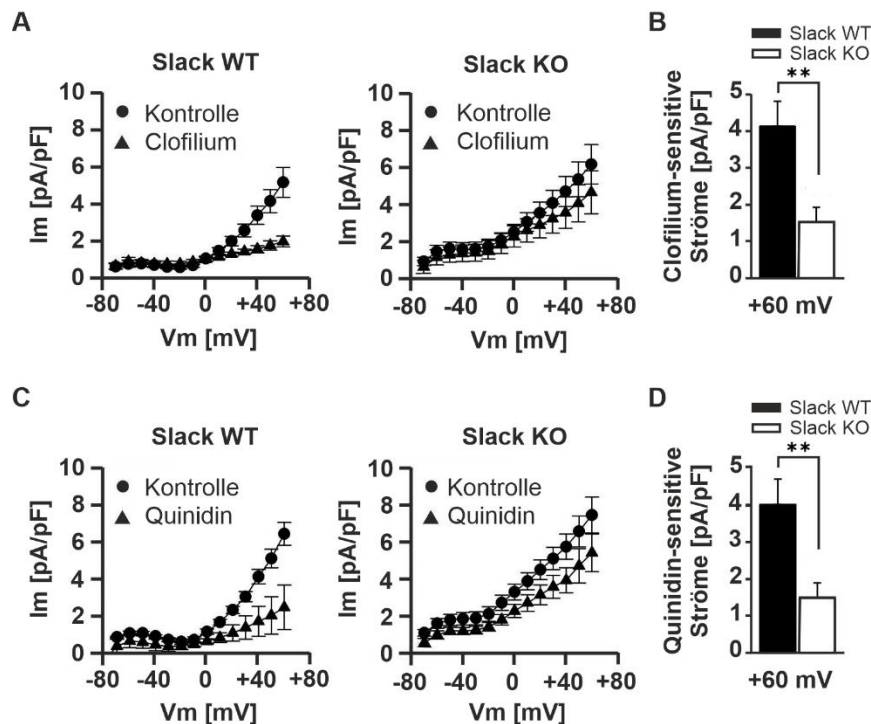 A
Slack WT
Kontrolle
Clofilium
Im [pA/pF]
10
8
6
4
2
0
-80
-40
0
+40
+80
Vm [mV]
Slack KO
Kontrolle
Clofilium
Im [pA/pF]
10
8
6
4
2
0
+80
-40
0
+40
+80
Vm [mV]
B
Slack WT
Slack KO
**
Clofilium-sensitive
Ströme [pA/pF]
5
4
3
2
1
0
+60 mV
C
Slack WT
Kontrolle
Quinidin
Im [pA/pF]
10
8
6
4
2
0
-80
-40
0
+40
+80
Vm [mV]
Slack KO
Kontrolle
Quinidin
Im [pA/pF]
10
8
6
4
2
0
-80
-40
0
+40
+80
Vm [mV]
D
Slack WT
Slack KO
**
Quinidin-sensitive
Ströme [pA/pF]
5
4
3
2
1
0
+60 mV